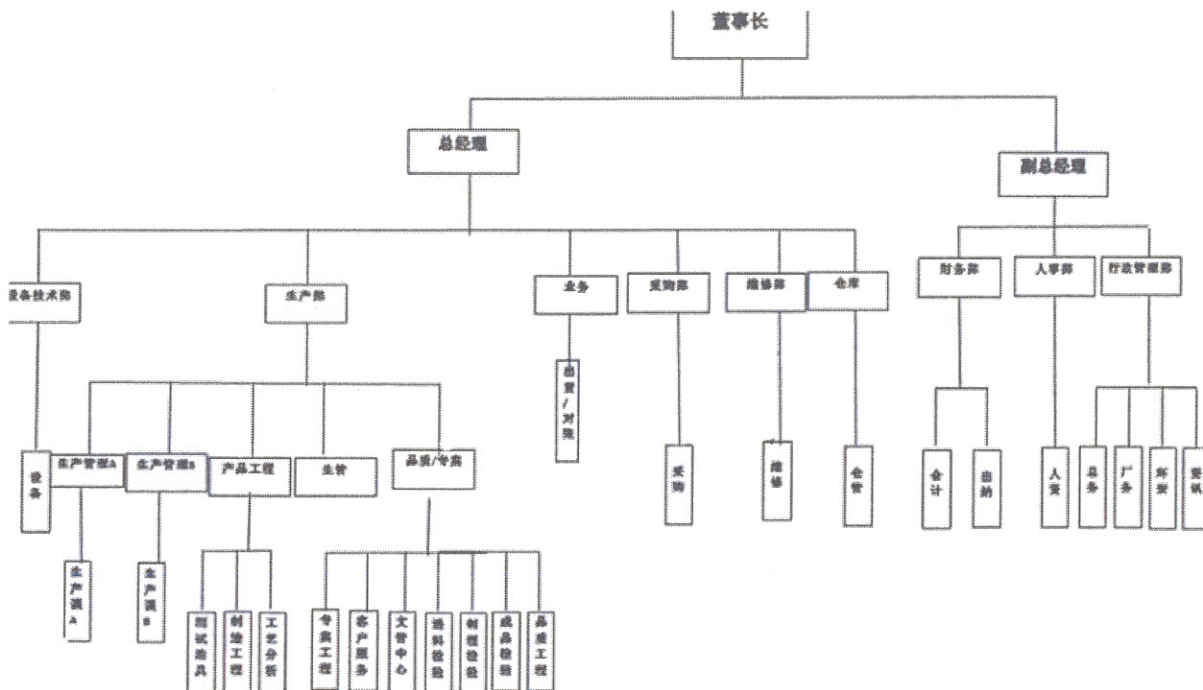 董事长
总经理
副总经理
设备技术部
生产部
业务
采购部
维修部
仓库
财务部
人事部
行政管理部
出货/对账
生产管理A
生产管理B
产品工程
生管
品质/专案
设备
采购
维修
仓管
会计
出纳
人资
总务
厂务
环安
资讯
生产课A
生产课B
测试治具
制造工程
工艺分析
专案工程
客户服务
文管中心
进料检验
制程检验
成品检验
品质工程